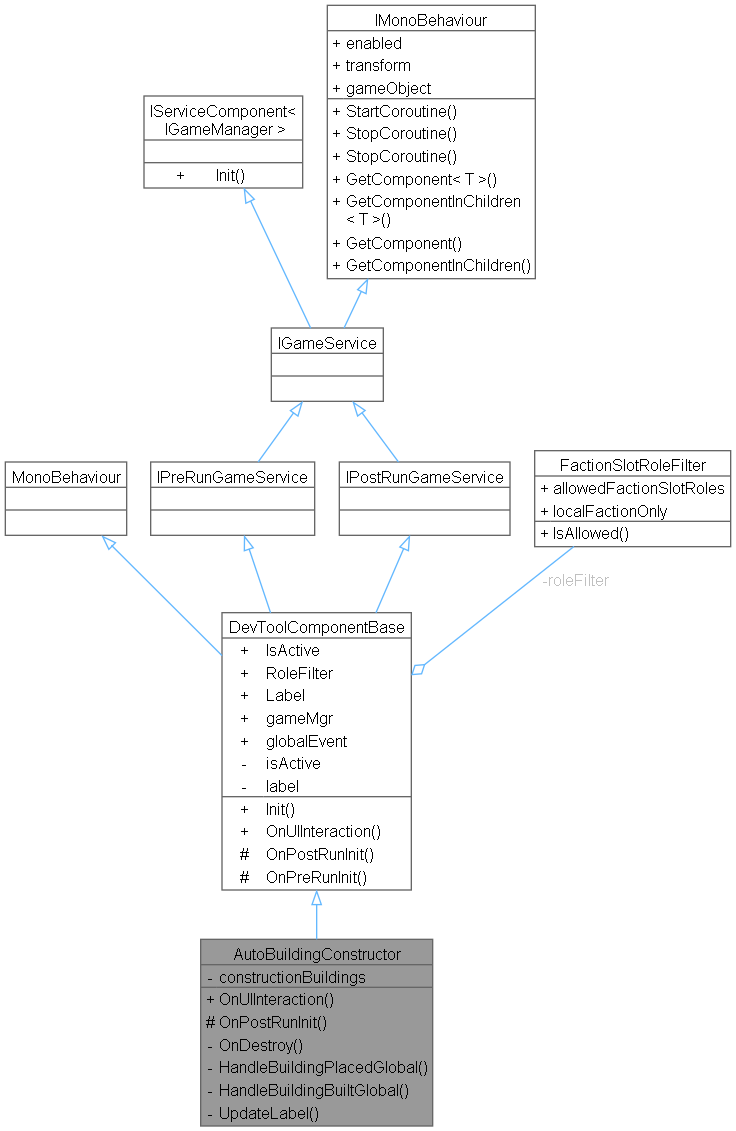 IMonoBehaviour
+ enabled
+ transform
+ gameObject
+ StartCoroutine()
+ StopCoroutine()
+ StopCoroutine()
+ GetComponent< T >()
+ GetComponentInChildren
< T >()
+ GetComponent()
+ GetComponentInChildren()
IServiceComponent<
IGameManager >
+ Init()
IGameService
MonoBehaviour
IPreRunGameService
IPostRunGameService
FactionSlotRoleFilter
+ allowedFactionSlotRoles
+ localFactionOnly
+ IsAllowed()
-roleFilter
DevToolComponentBase
+ IsActive
+ RoleFilter
+ Label
+ gameMgr
+ globalEvent
- isActive
- label
+ Init()
+ OnUIInteraction()
# OnPostRunInit()
# OnPreRunInit()
AutoBuildingConstructor
- constructionBuildings
+ OnUIInteraction()
# OnPostRunInit()
- OnDestroy()
- HandleBuildingPlacedGlobal()
- HandleBuildingBuiltGlobal()
- UpdateLabel()